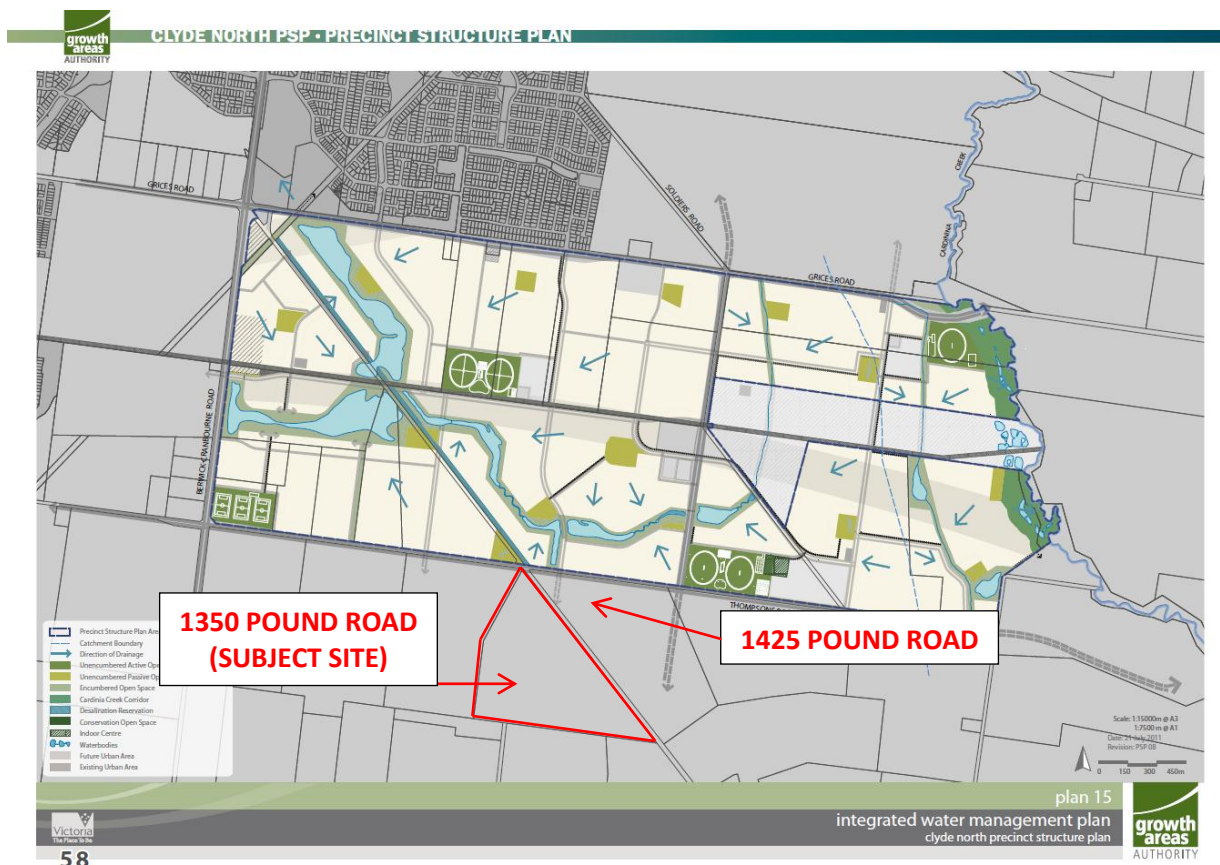 growth
areas
AUTHORITY
CLYDE NORTH PSP • PRECINCT STRUCTURE PLAN
GRICES ROAD
SOLDIERS ROAD
CARDINIA
CREEK
GRICES ROAD
BERWICK-CRANBOURNE ROAD
THOMPSONS
1350 POUND ROAD
(SUBJECT SITE)
1425 POUND ROAD
Precinct Structure Plan Area
Catchment Boundary
Direction of Drainage
Unencumbered Active Ope
Unencumbered Passive Op
Encumbered Open Space
Cardinia Creek Corridor
Desalination Reservation
Conservation Open Space
Indoor Centre
Waterbodies
Future Urban Area
Existing Urban Area
Scale: 1:15000m @ A3
1:7500 m @ A1
Date: 21 July 2011
Revision: PSP 08
0 150 300 450m
plan 15
integrated water management plan
clyde north precinct structure plan
Victoria
The Place To Be
58
growth
areas
AUTHORITY